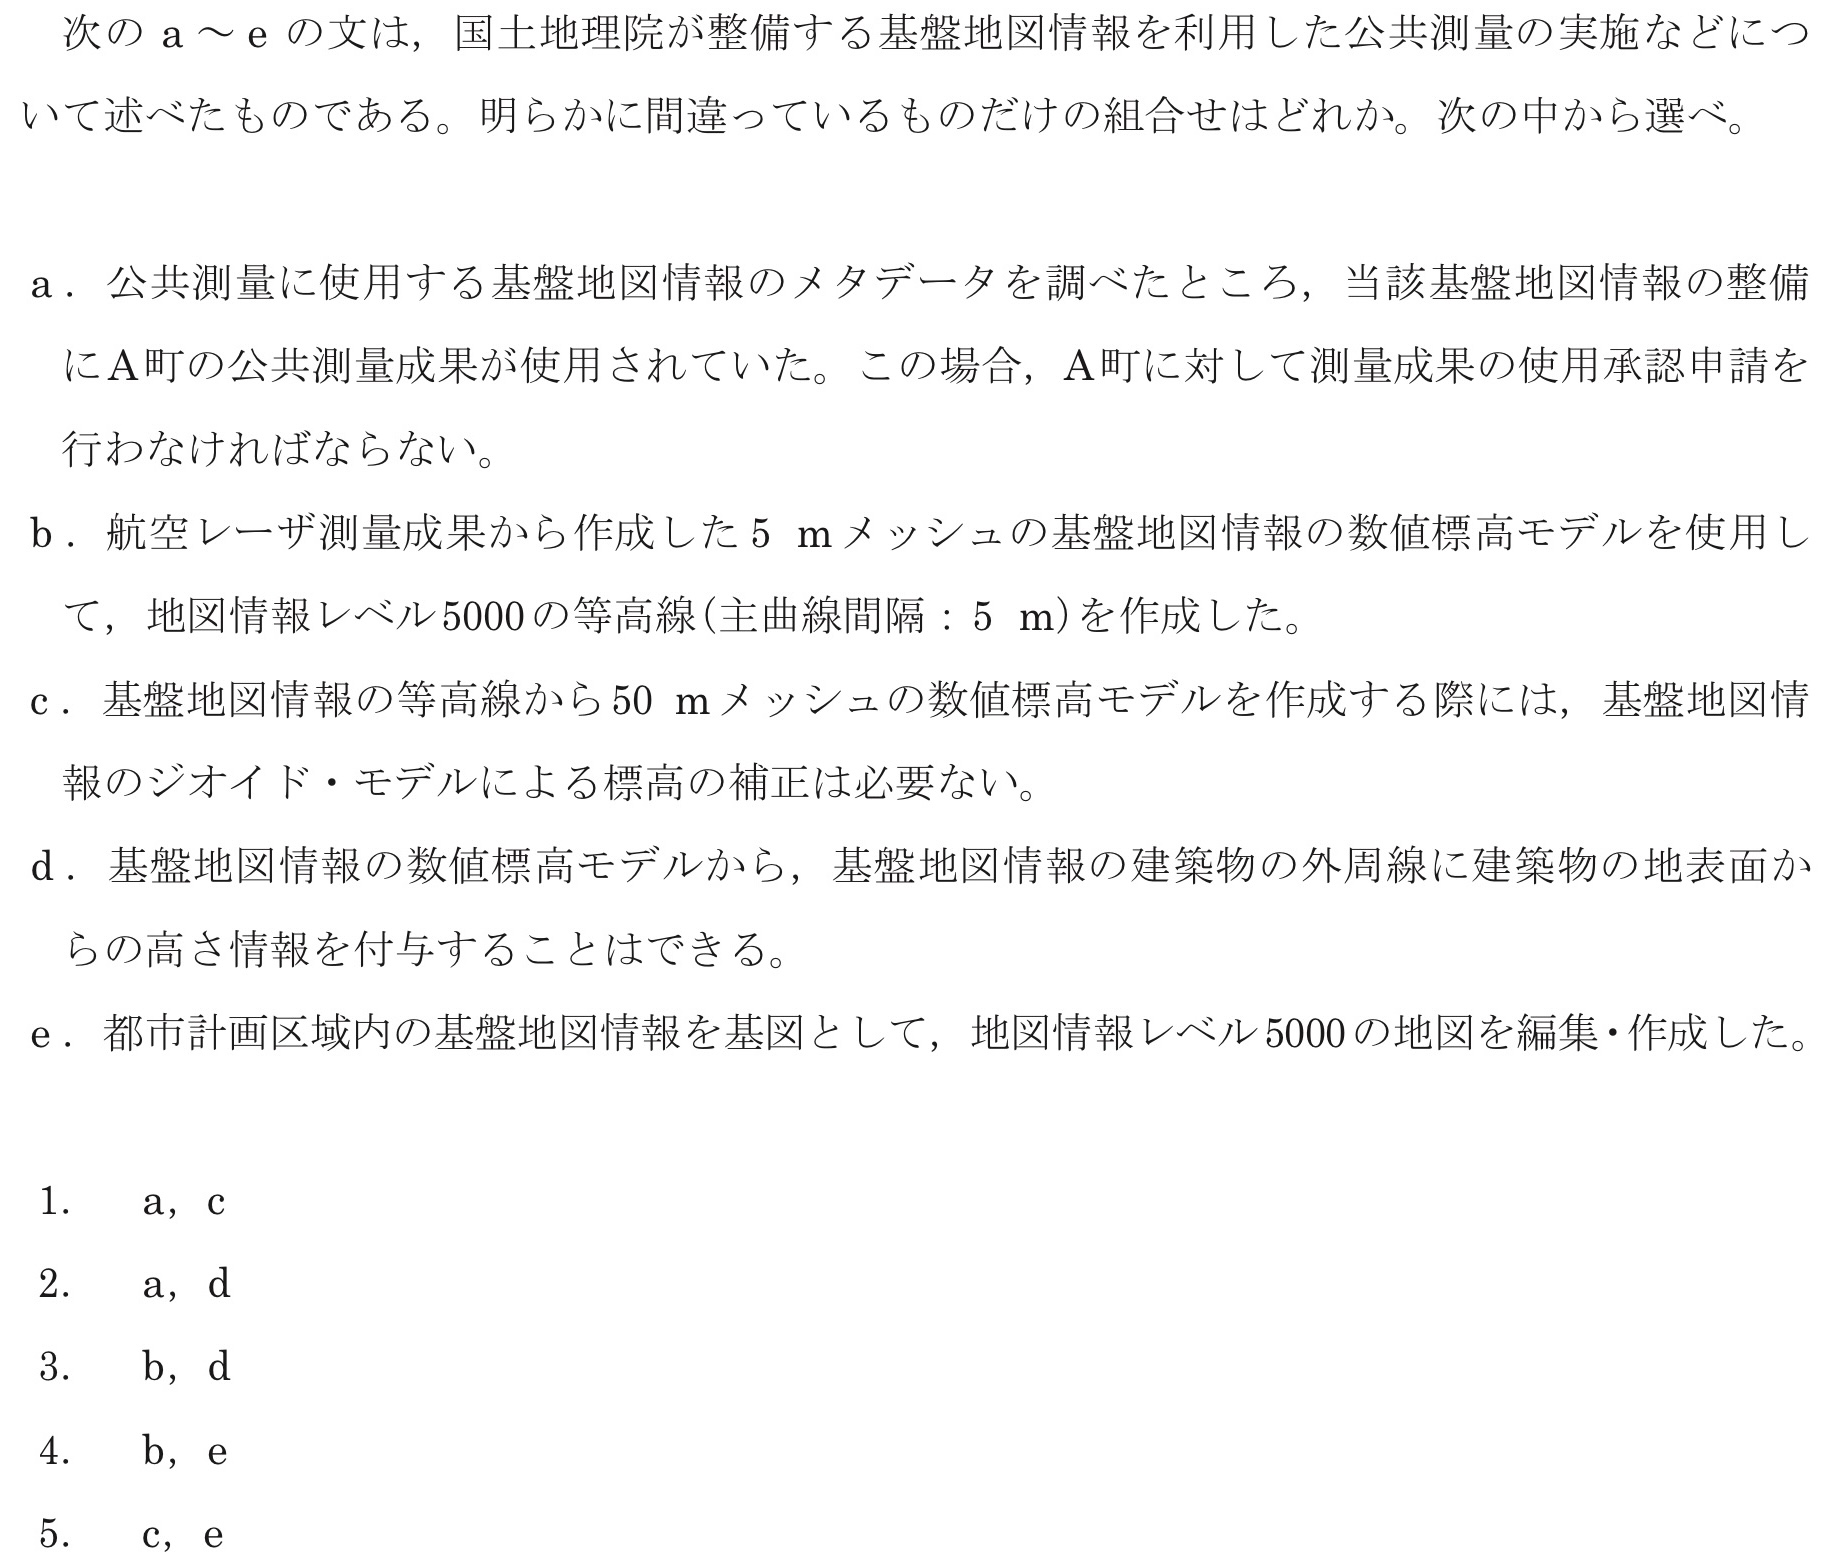 次の a ～ e の文は，国土地理院が整備する基盤地図情報を利用した公共測量の実施などにつ
いて述べたものである。明らかに間違っているものだけの組合せはどれか。次の中から選べ。
a．公共測量に使用する基盤地図情報のメタデータを調べたところ，当該基盤地図情報の整備
にA町の公共測量成果が使用されていた。この場合，A町に対して測量成果の使用承認申請を
行わなければならない。
b．航空レーザ測量成果から作成した 5 m メッシュの基盤地図情報の数値標高モデルを使用し
て，地図情報レベル5000の等高線(主曲線間隔：5 m)を作成した。
c．基盤地図情報の等高線から 50 m メッシュの数値標高モデルを作成する際には，基盤地図情
報のジオイド・モデルによる標高の補正は必要ない。
d．基盤地図情報の数値標高モデルから，基盤地図情報の建築物の外周線に建築物の地表面か
らの高さ情報を付与することはできる。
e．都市計画区域内の基盤地図情報を基図として，地図情報レベル5000の地図を編集・作成した。
1. a，c
2. a，d
3. b，d
4. b，e
5. c，e